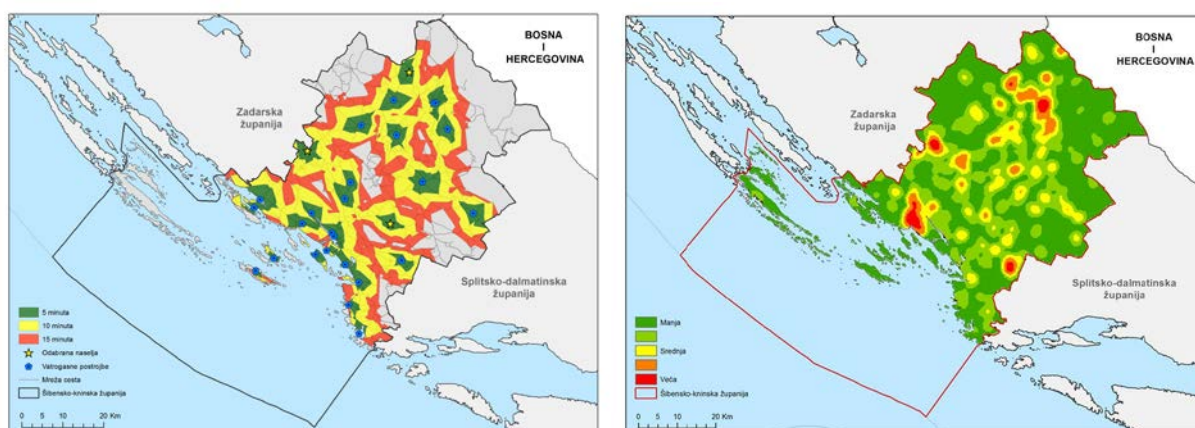 BOSNA
I
HERCEGOVINA
Zadarska
županija
Splitsko-dalmatinska
županija
5 minuta
10 minuta
15 minuta
Odabrana naselja
Vatrogasne postrojbe
Mreža cesta
Šibensko-kninska županija
0 5 10 20 Km
BOSNA
I
HERCEGOVINA
Zadarska
županija
Splitsko-dalmatinska
županija
Manja
Srednja
Veća
Šibensko-kninska županija
0 5 10 20 Km